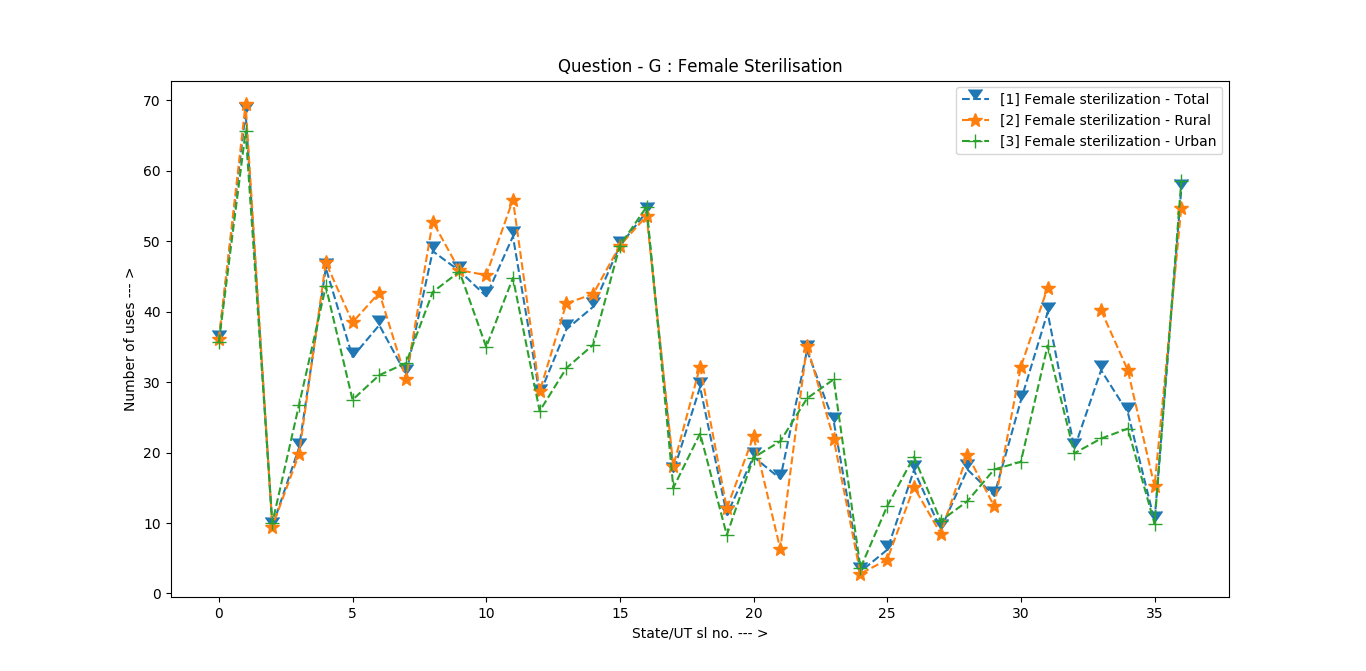 Question - G : Female Sterilisation
[1] Female sterilization - Total
[2] Female sterilization - Rural
[3] Female sterilization - Urban
Number of uses --- >
70
60
50
40
30
20
10
0
0 5 10 15 20 25 30 35
State/UT sl no. --- >